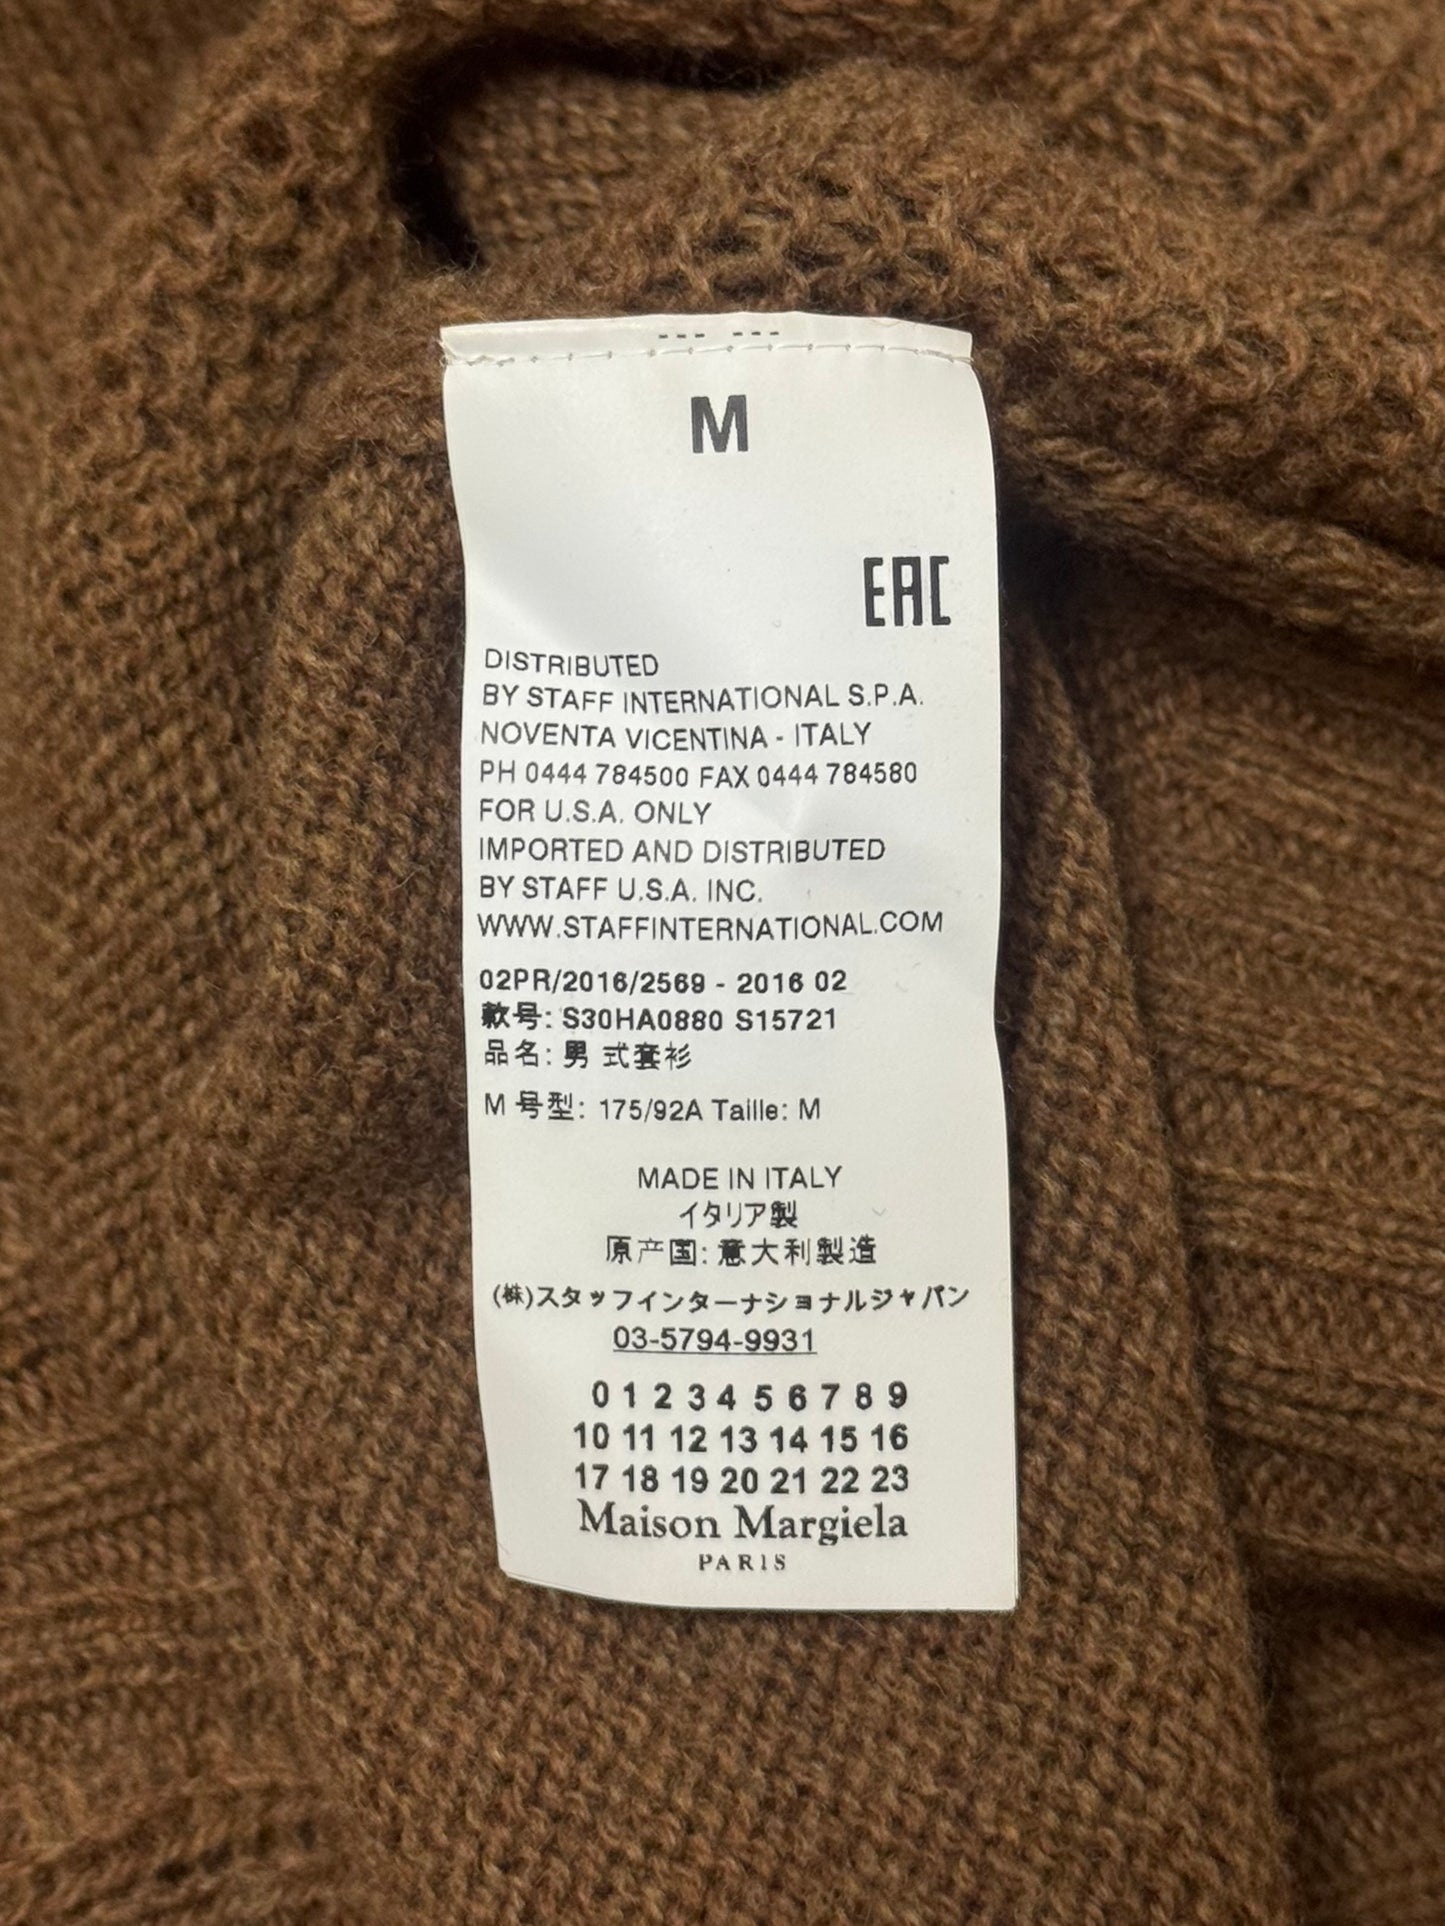 --- ---
M
EAC
DISTRIBUTED
BY STAFF INTERNATIONAL S.P.A.
NOVENTA VICENTINA - ITALY
PH 0444 784500 FAX 0444 784580
FOR U.S.A. ONLY
IMPORTED AND DISTRIBUTED
BY STAFF U.S.A. INC.
WWW.STAFFINTERNATIONAL.COM
02PR/2016/2569 - 2016 02
款号: S30HA0880 S15721
品名: 男 式套衫
M 号型: 175/92A Taille: M
MADE IN ITALY
イタリア製
原产国: 意大利製造
(株)スタッフインターナショナルジャパン
03-5794-9931
0 1 2 3 4 5 6 7 8 9
10 11 12 13 14 15 16
17 18 19 20 21 22 23
Maison Margiela
PARIS